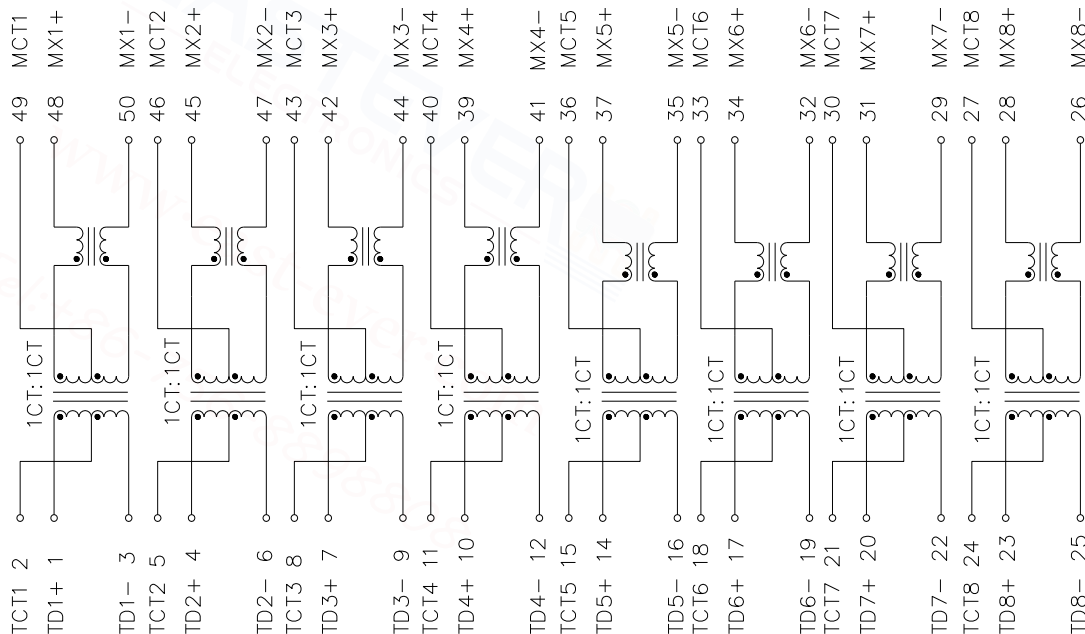 MCT1 MX1+ MX1- MCT2 MX2+ MX2- MCT3 MX3+ MX3- MCT4 MX4+ MX4- MCT5 MX5+ MX5- MCT6 MX6+ MX6- MCT7 MX7+ MX7- MCT8 MX8+ MX8-
49 48 50 46 45 47 43 42 44 40 39 41 36 37 35 33 34 32 30 31 29 27 28 26
1CT:1CT 1CT:1CT 1CT:1CT 1CT:1CT 1CT:1CT 1CT:1CT 1CT:1CT 1CT:1CT
2 1 3 5 4 6 8 7 9 11 10 12 15 14 16 18 17 19 21 20 22 24 23 25
TCT1 TD1+ TD1- TCT2 TD2+ TD2- TCT3 TD3+ TD3- TCT4 TD4+ TD4- TCT5 TD5+ TD5- TCT6 TD6+ TD6- TCT7 TD7+ TD7- TCT8 TD8+ TD8-
ELECTRONICS